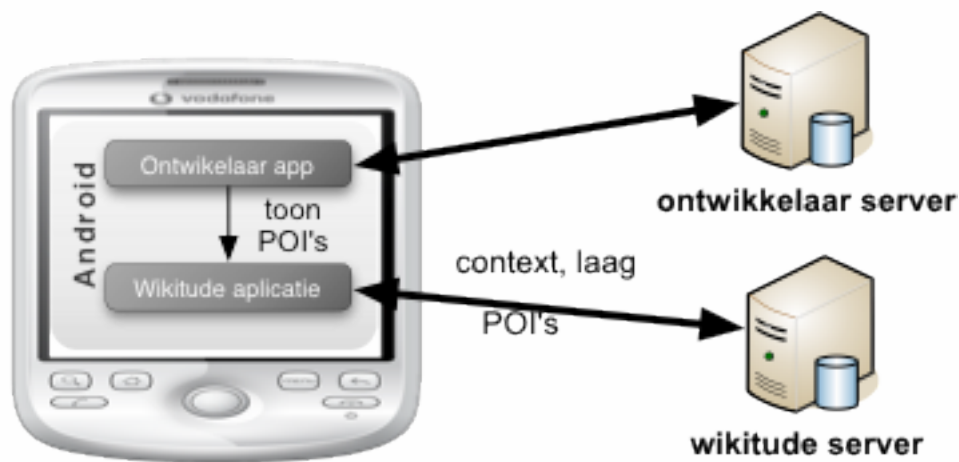 vodafone
Android
Ontwikelaar app
toon
POI's
Wikitude aplicatie
ontwikkelaar server
context, laag
POI's
wikitude server